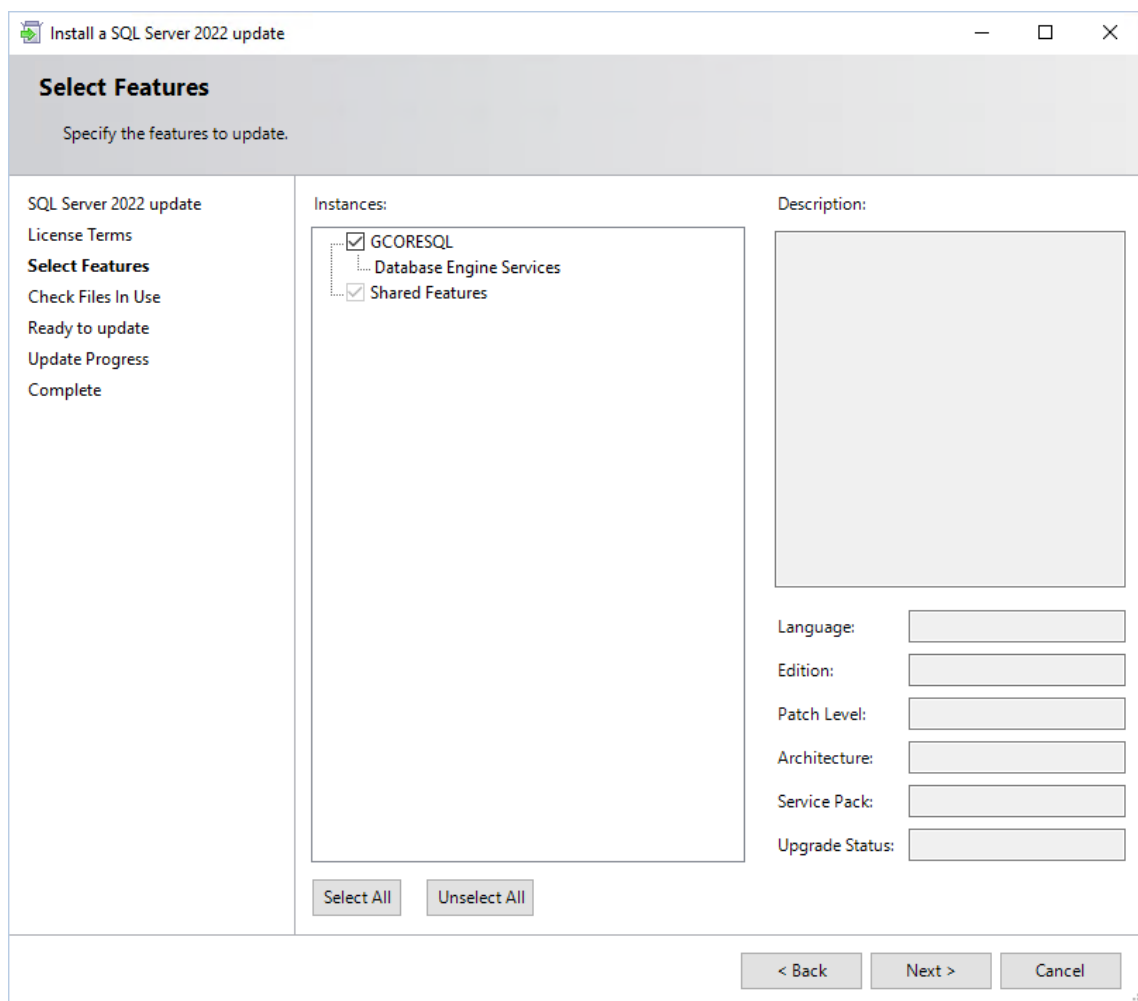 Install a SQL Server 2022 update
Select Features
Specify the features to update.
SQL Server 2022 update
License Terms
Select Features
Check Files In Use
Ready to update
Update Progress
Complete
Instances:
GCORESQL
Database Engine Services
Shared Features
Select All
Unselect All
Description:
Language:
Edition:
Patch Level:
Architecture:
Service Pack:
Upgrade Status:
< Back
Next >
Cancel